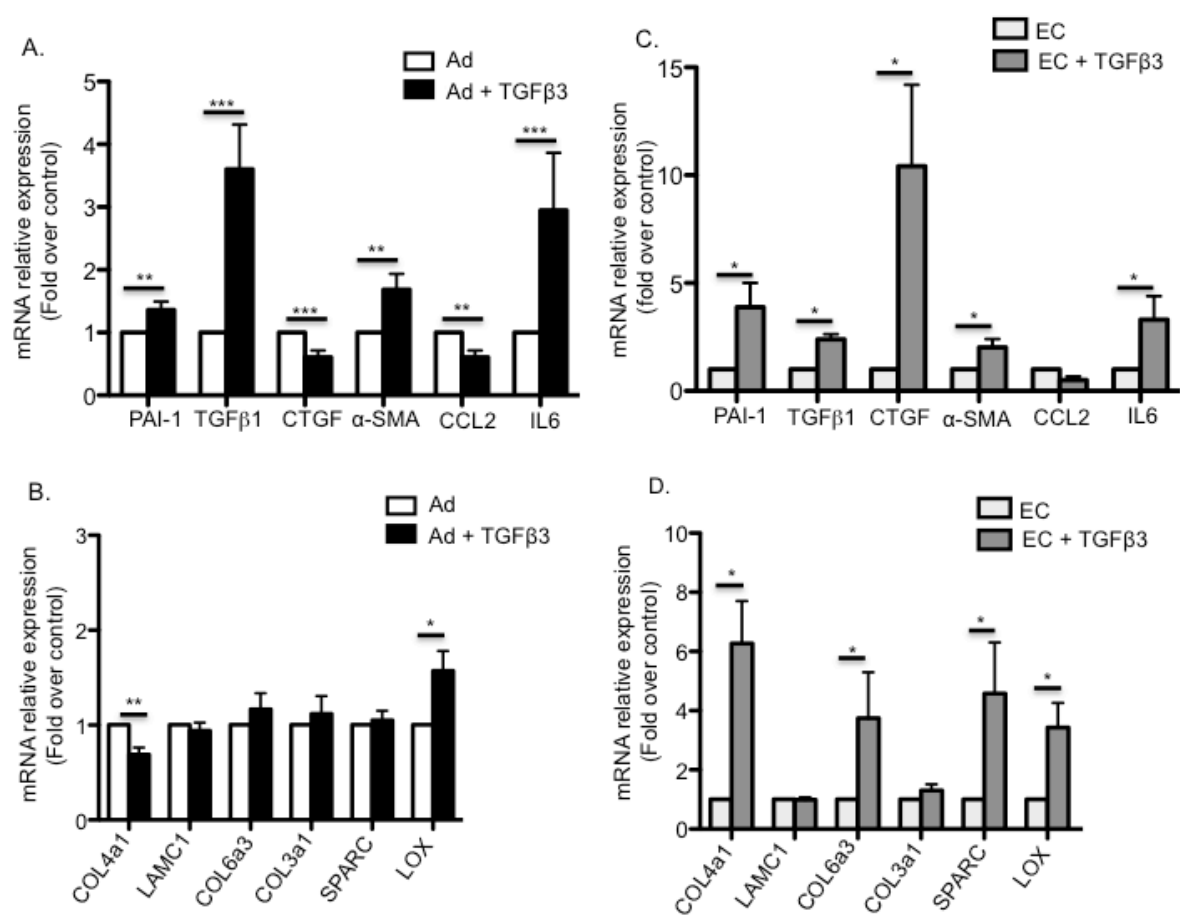 A.
Ad
Ad + TGFβ3
mRNA relative expression
(Fold over control)
5
4
3
2
1
0
***
***
**
**
***
**
PAI-1 TGFβ1 CTGF α-SMA CCL2 IL6
C.
EC
EC + TGFβ3
mRNA relative expression
(fold over control)
15
10
5
0
*
*
*
*
*
PAI-1 TGFβ1 CTGF α-SMA CCL2 IL6
B.
Ad
Ad + TGFβ3
mRNA relative expression
(Fold over control)
3
2
1
0
*
**
COL4a1 LAMC1 COL6a3 COL3a1 SPARC LOX
D.
EC
EC + TGFβ3
mRNA relative expression
(Fold over control)
10
8
6
4
2
0
*
*
*
*
COL4a1 LAMC1 COL6a3 COL3a1 SPARC LOX